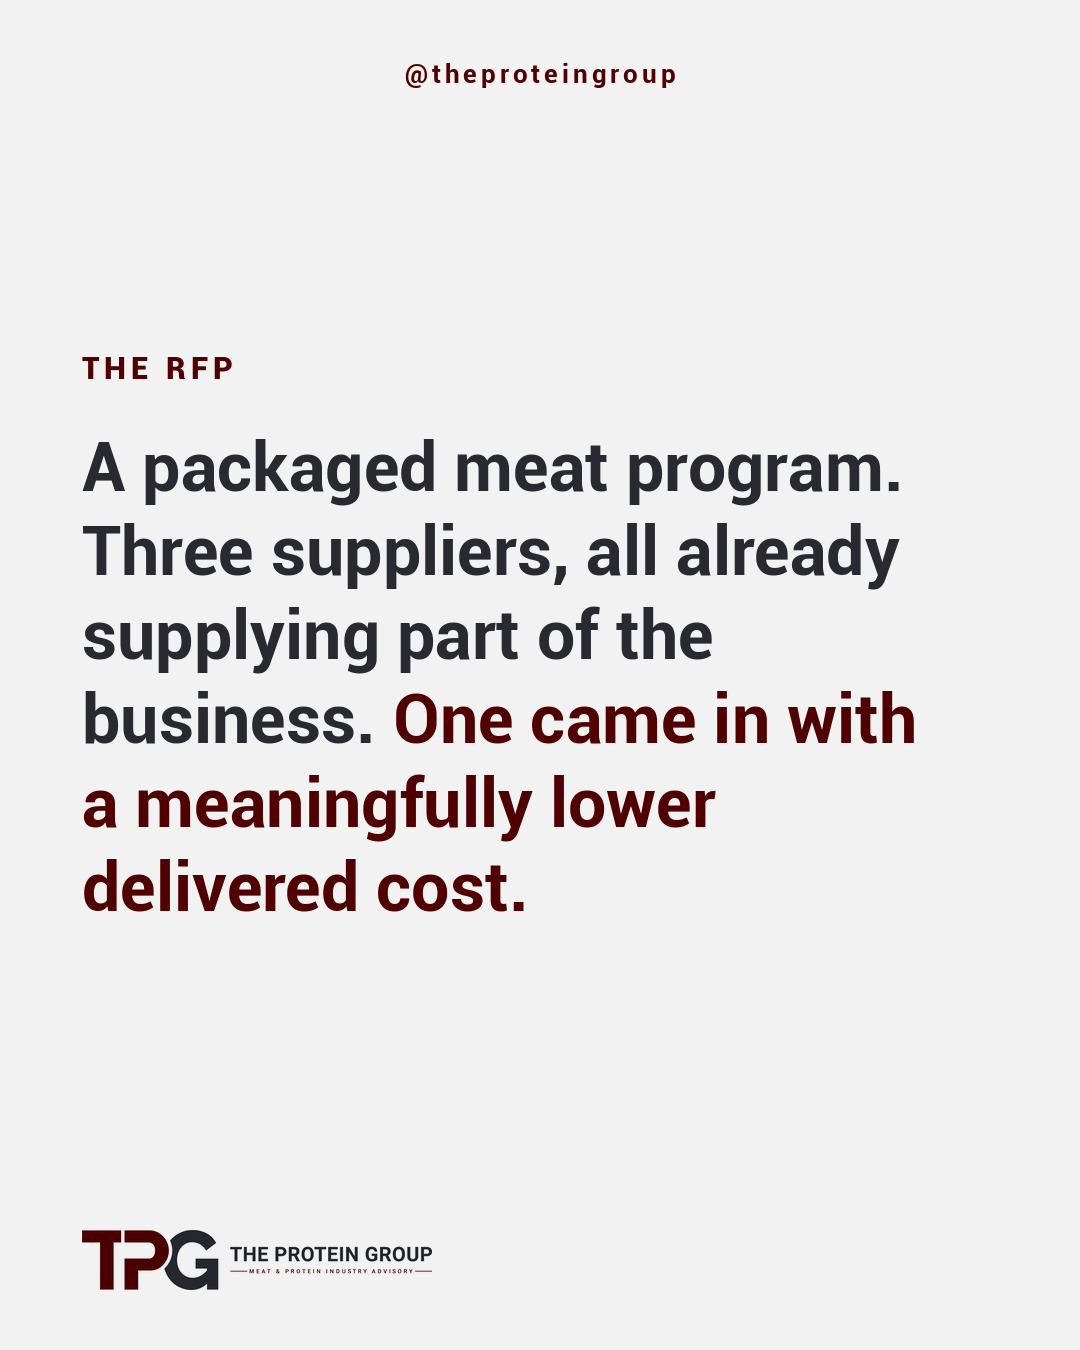 @theproteingroup
THE RFP
A packaged meat program.
Three suppliers, all already
supplying part of the
business. One came in with
a meaningfully lower
delivered cost.
TPG THE PROTEIN GROUP
MEAT & PROTEIN INDUSTRY ADVISORY